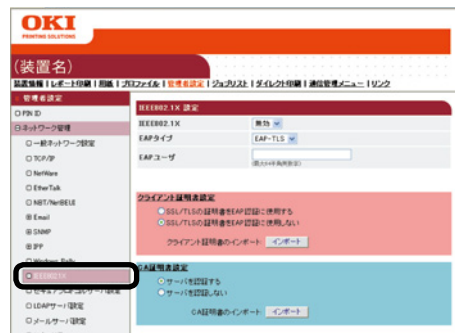 OKI
PRINTING SOLUTIONS
(装置名)
装置情報 | レポート印刷 | 用紙 | プロファイル | 管理者設定 | ジョブリスト | ダイレクト印刷 | 通信管理メニュー | リンク
管理者設定
PIN ID
ネットワーク管理
一般ネットワーク設定
TCP/IP
NetWare
EtherTalk
NBT/NetBEUI
Email
SNMP
IPP
Windows Rally
IEEE802.1X
LDAPサーバ設定
メールサーバ設定
IEEE802.1X 設定
IEEE802.1X 無効
EAPタイプ EAP-TLS
EAPユーザ
クライアント証明書設定
SSL/TLSの証明書をEAP認証に使用する
SSL/TLSの証明書をEAP認証に使用しない
クライアント証明書のインポート インポート
CA証明書設定
サーバを認証する
サーバを認証しない
CA証明書のインポート インポート